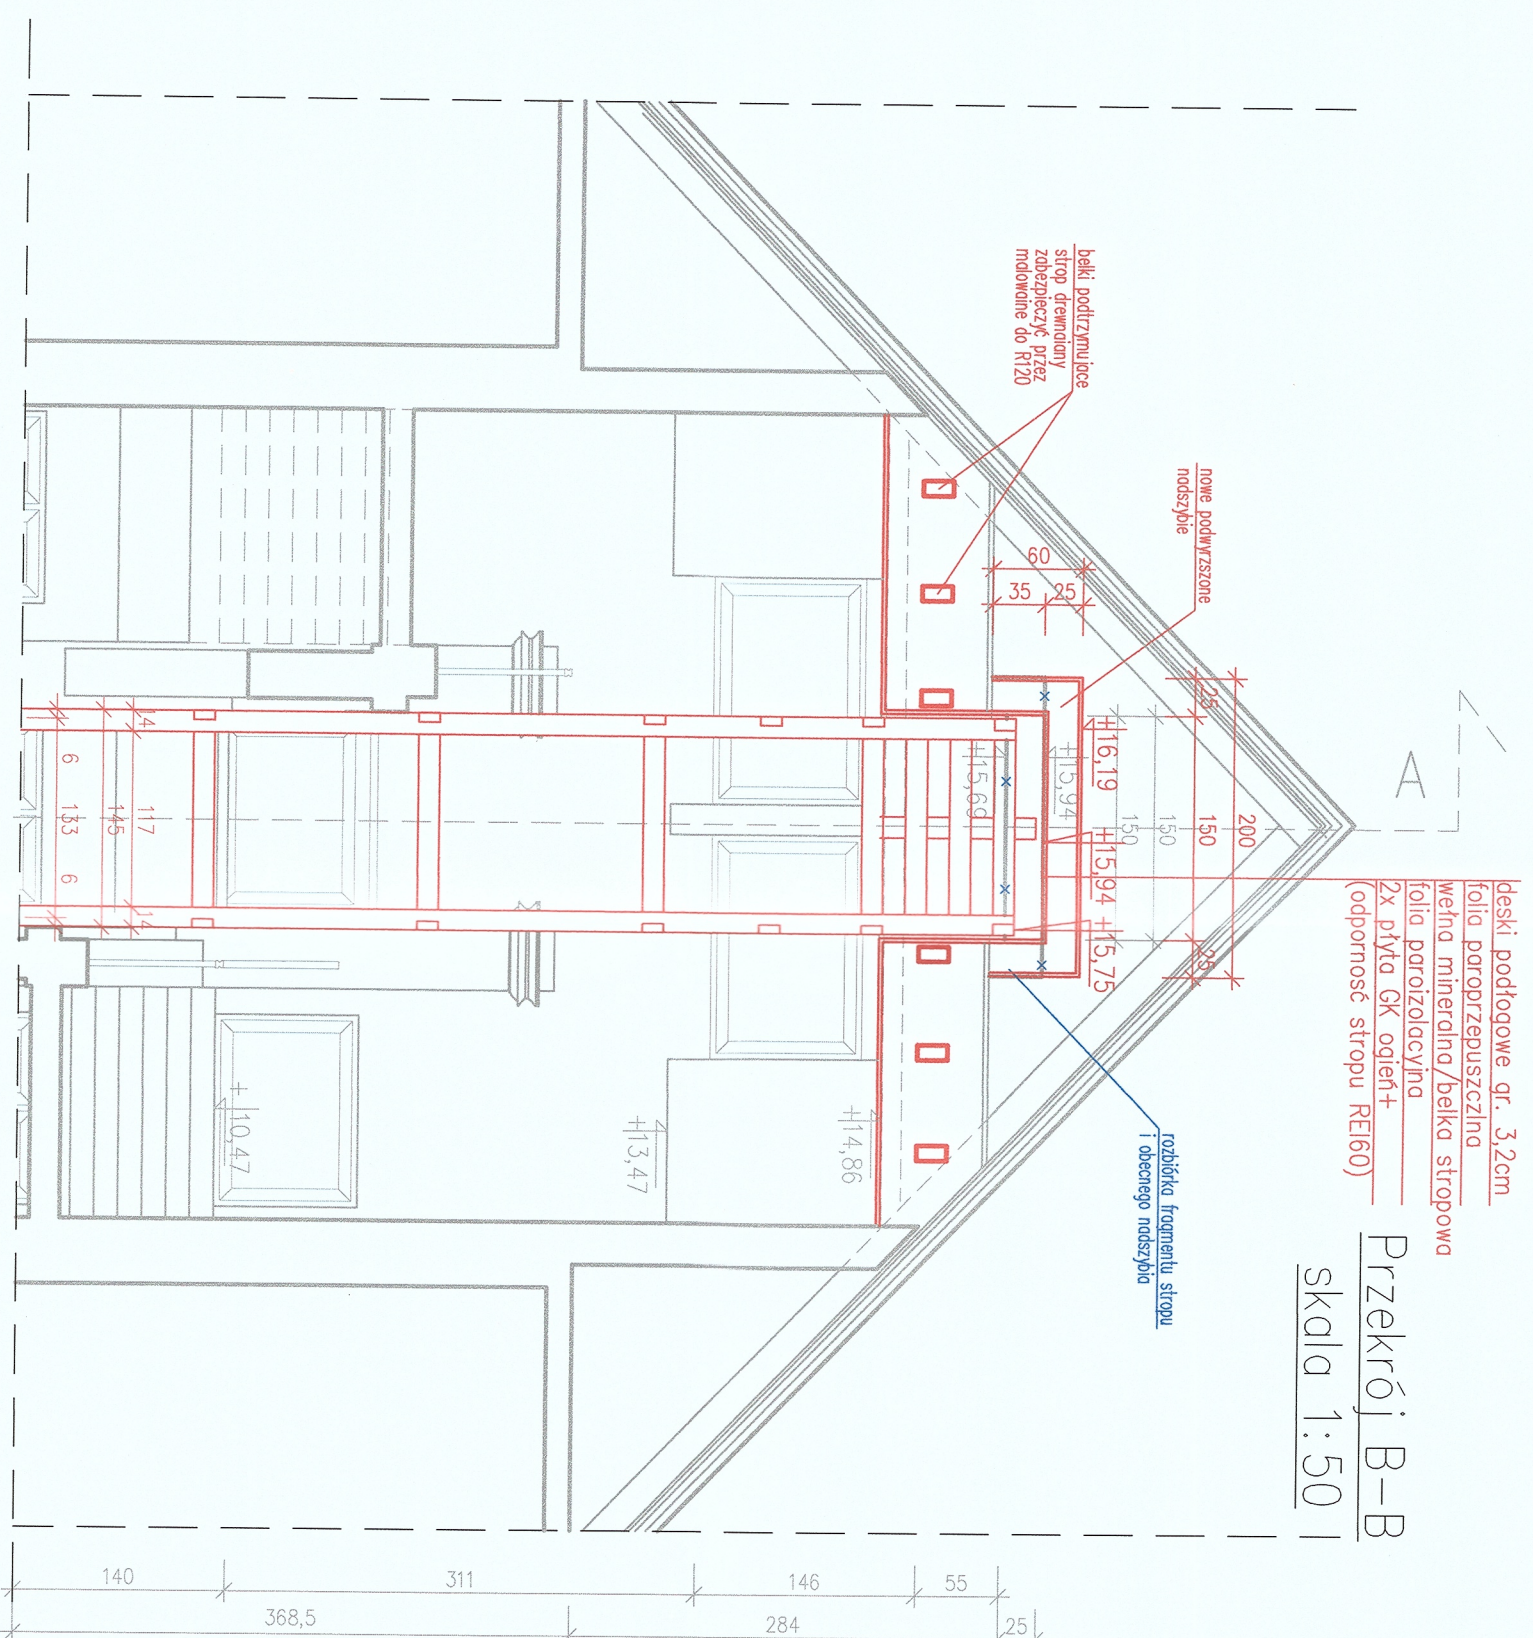 Przekrój B-B
skala 1:50
A
deski podłogowe gr. 3,2cm
folia paroprzepuszczlna
wełna mineralna/belka stropowa
folia paroizolacyjna
2x płyta GK ogień+
(odporność stropu REI60)
200
25
150
25
150
150
nowe podwyrzszone
nadszybie
belki podtrzymujące
strop drewnaiany
zabezpieczyć przez
malowaine do R120
60
35
25
+16,19
+15,94
+15,94
+15,75
+15,69
rozbiórka fragmentu stropu
i obecnego nadszybia
+14,86
+13,47
+10,47
14
117
14
145
6
133
6
140
311
146
55
368,5
284
25